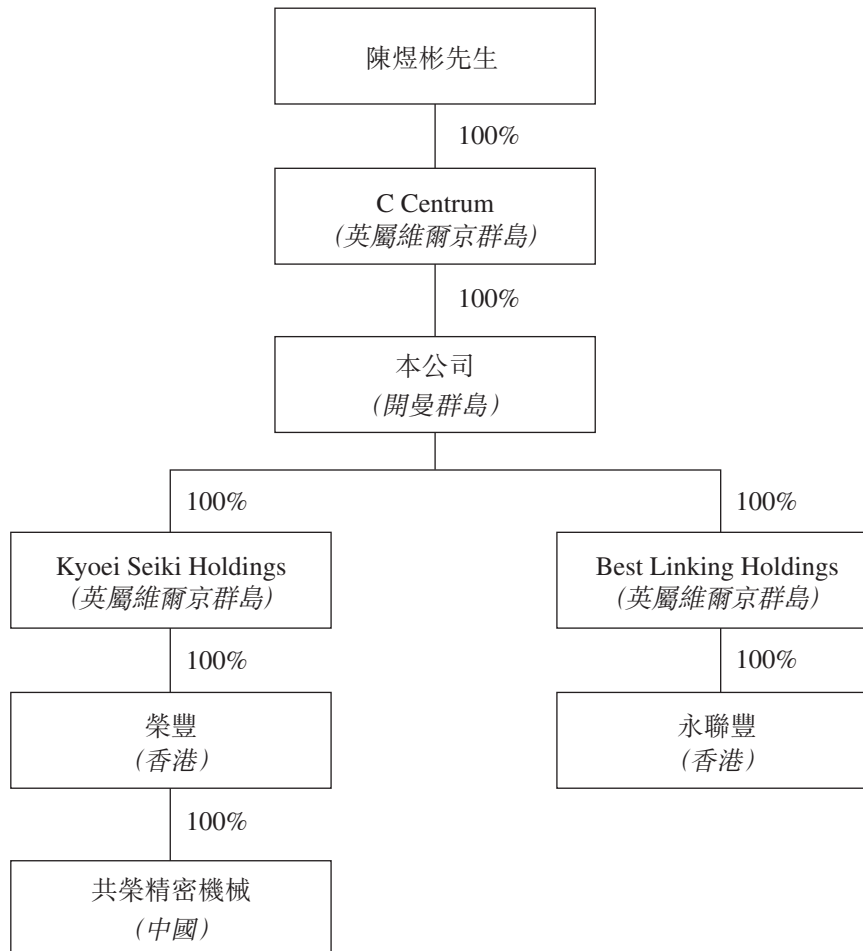 陳煜彬先生
100%
C Centrum
(英屬維爾京群島)
100%
本公司
(開曼群島)
100%
100%
Kyoei Seiki Holdings
(英屬維爾京群島)
Best Linking Holdings
(英屬維爾京群島)
100%
100%
榮豐
(香港)
永聯豐
(香港)
100%
共榮精密機械
(中國)